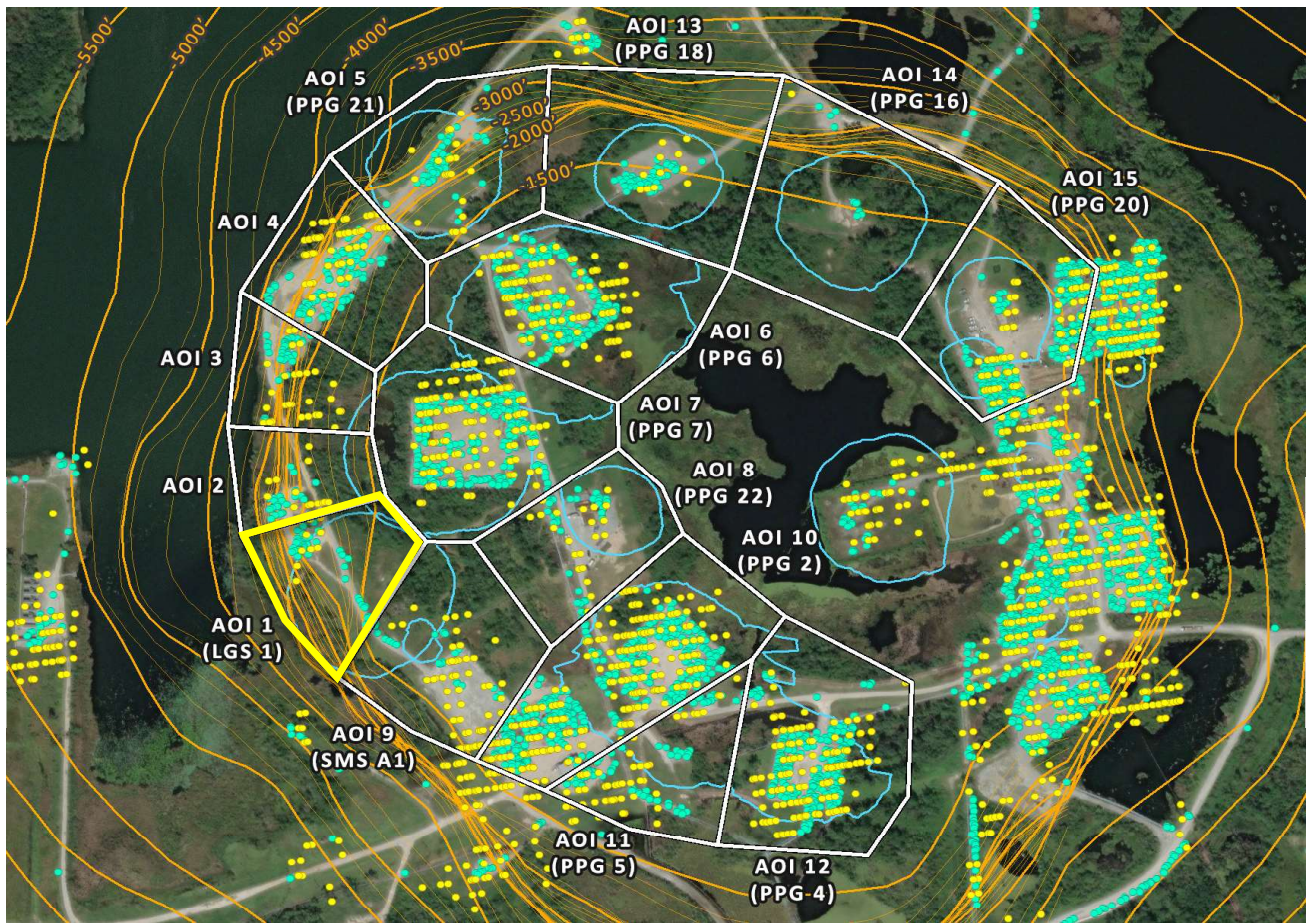 -5500'
-5000'
-4500'
-4000'
-3500'
-3000'
-2500'
-2000'
-1500'
AOI 13
(PPG 18)
AOI 5
(PPG 21)
AOI 14
(PPG 16)
AOI 15
(PPG 20)
AOI 4
AOI 3
AOI 6
(PPG 6)
AOI 7
(PPG 7)
AOI 2
AOI 8
(PPG 22)
AOI 10
(PPG 2)
AOI 1
(LGS 1)
AOI 9
(SMS A1)
AOI 11
(PPG 5)
AOI 12
(PPG 4)